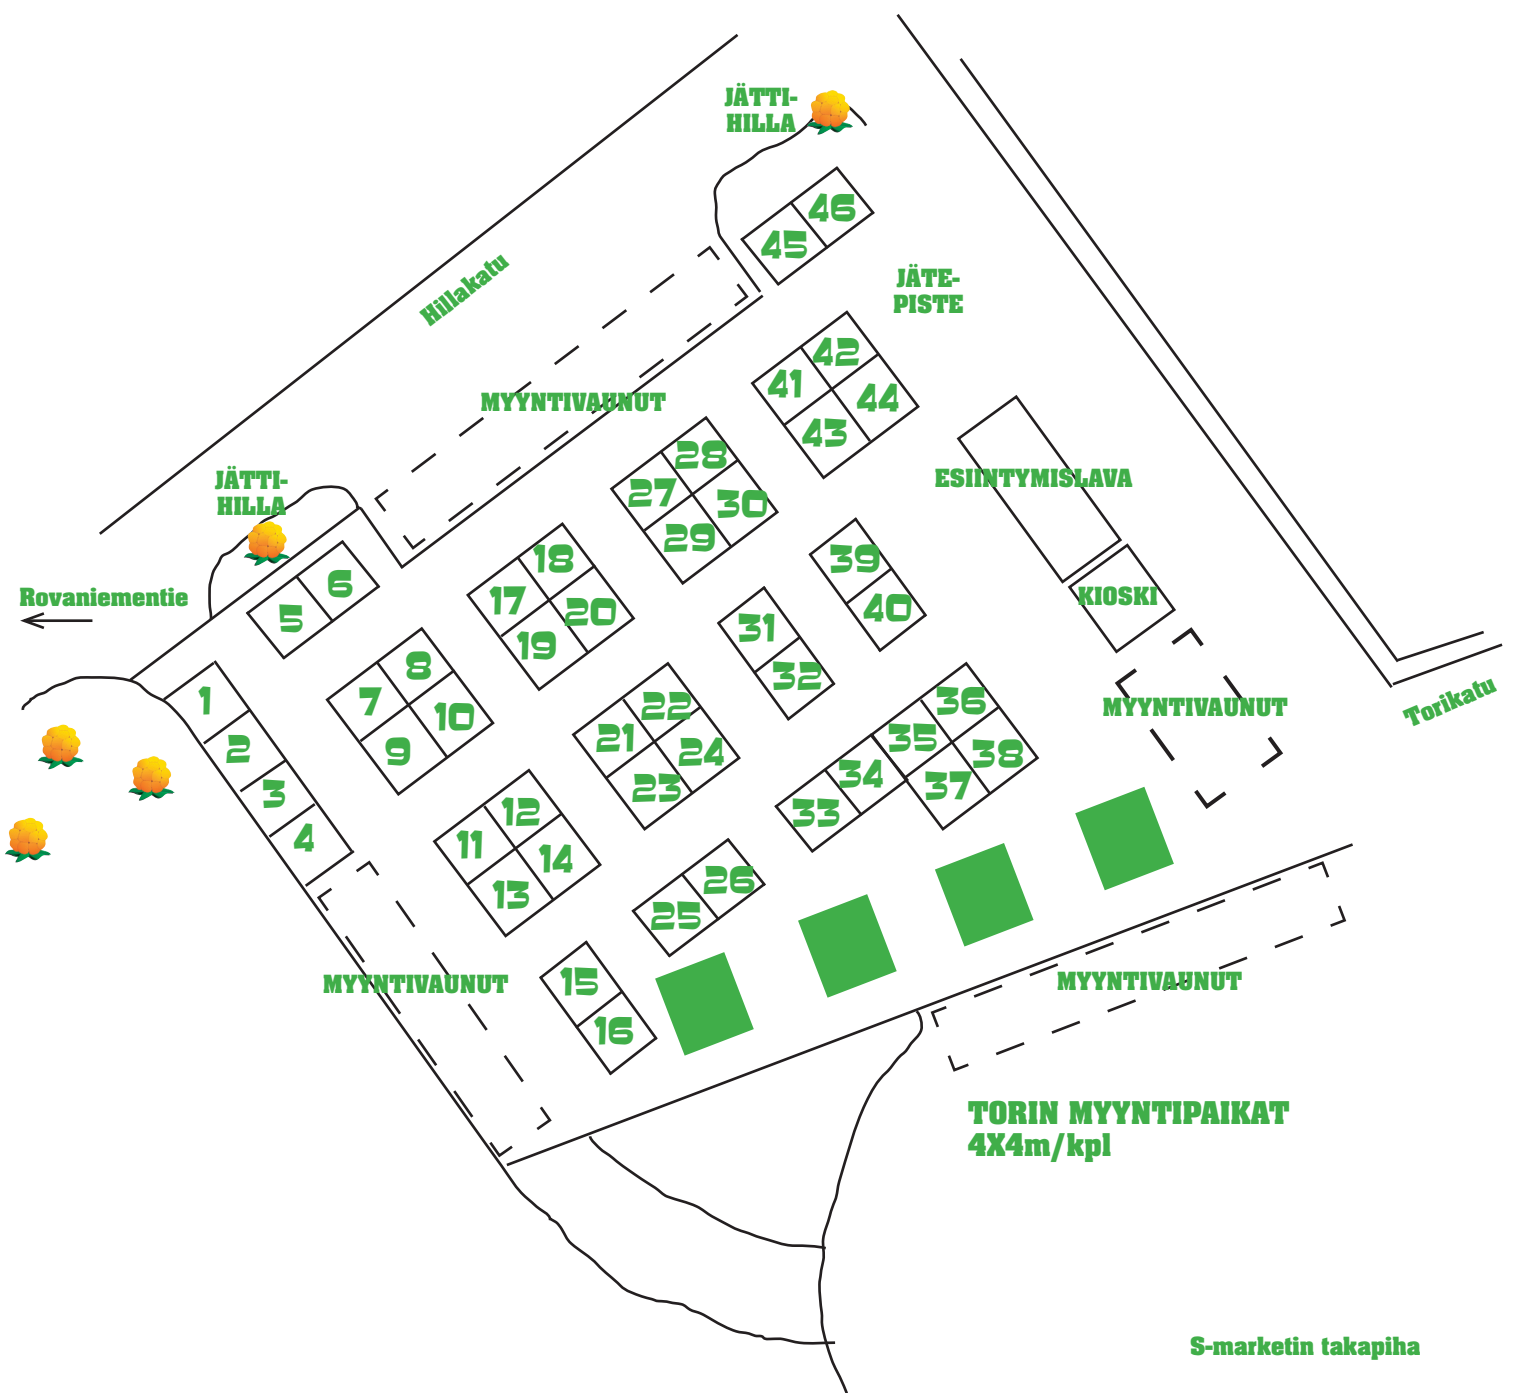 JÄTTI-
HILLA
46
45
Hillakatu
JÄTE-
PISTE
42
41
44
43
MYYNTIVAUNUT
28
27
30
29
ESIINTYMISLAVA
JÄTTI-
HILLA
18
17
20
19
39
40
KIOSKI
Rovaniementie
6
5
31
32
8
7
10
9
1
2
3
4
22
21
24
23
36
35
38
37
34
33
MYYNTIVAUNUT
Torikatu
12
11
14
13
26
25
MYYNTIVAUNUT
15
16
MYYNTIVAUNUT
TORIN MYYNTIPAIKAT
4X4m/kpl
S-marketin takapiha